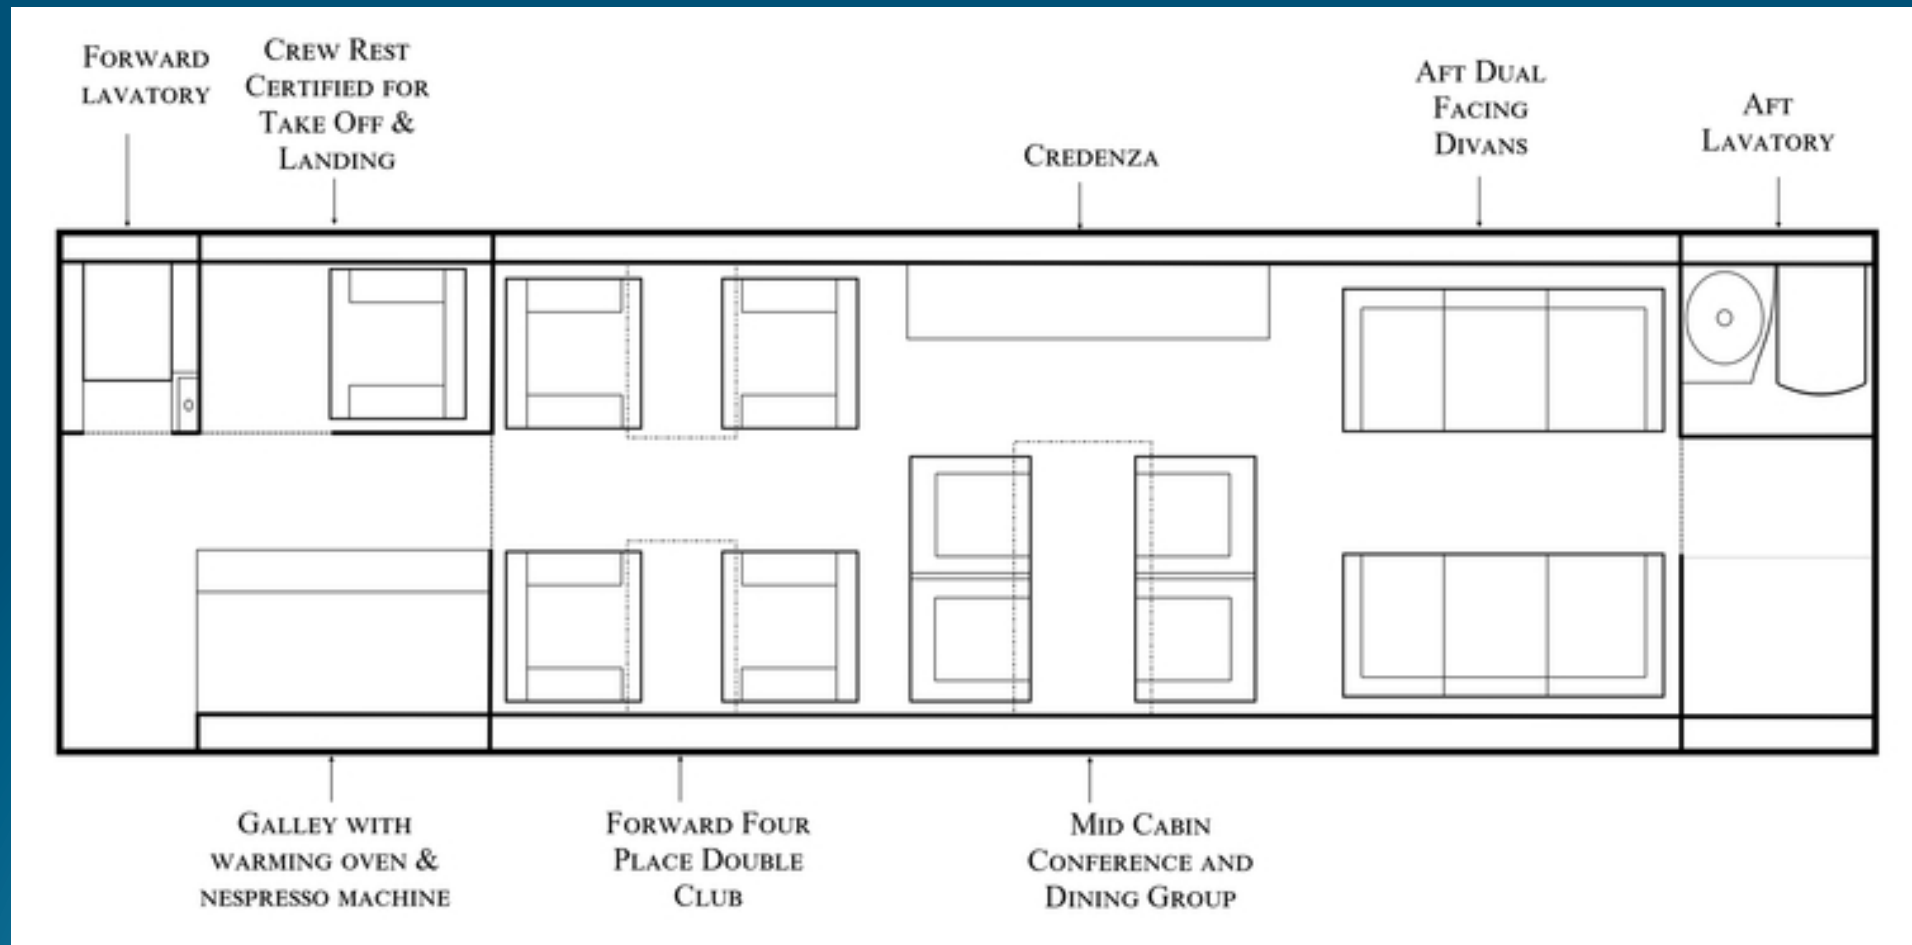 Forward
lavatory
Crew Rest
Certified for
Take Off &
Landing
Credenza
Aft Dual
Facing
Divans
Aft
Lavatory
Galley with
warming oven &
nespresso machine
Forward Four
Place Double
Club
Mid Cabin
Conference and
Dining Group